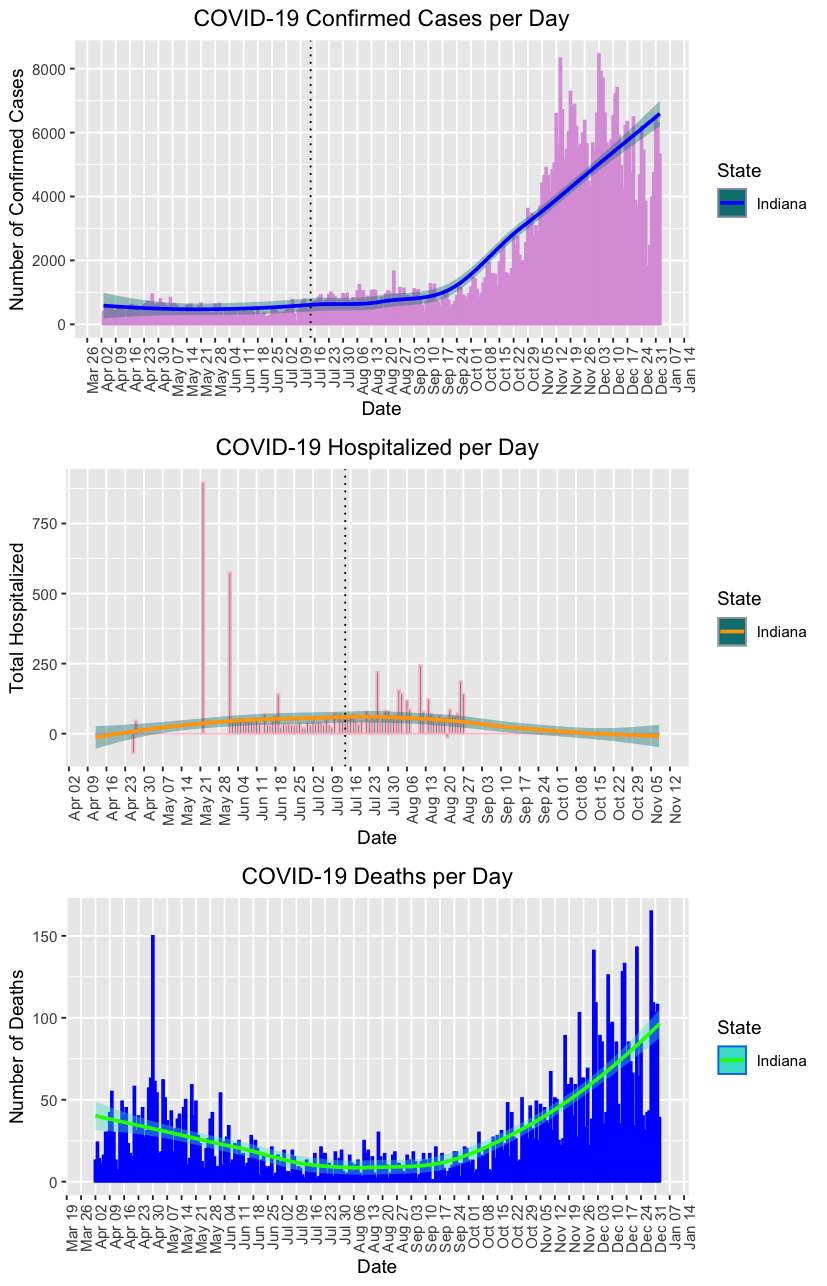 COVID-19 Confirmed Cases per Day
Number of Confirmed Cases
8000
6000
4000
2000
0
Mar 26
Apr 02
Apr 09
Apr 16
Apr 23
Apr 30
May 07
May 14
May 21
May 28
Jun 04
Jun 11
Jun 18
Jun 25
Jul 02
Jul 09
Jul 16
Jul 23
Jul 30
Aug 06
Aug 13
Aug 20
Aug 27
Sep 03
Sep 10
Sep 17
Sep 24
Oct 01
Oct 08
Oct 15
Oct 22
Oct 29
Nov 05
Nov 12
Nov 19
Nov 26
Dec 03
Dec 10
Dec 17
Dec 24
Dec 31
Jan 07
Jan 14
Date
State
Indiana
COVID-19 Hospitalized per Day
Total Hospitalized
750
500
250
0
Apr 02
Apr 09
Apr 16
Apr 23
Apr 30
May 07
May 14
May 21
May 28
Jun 04
Jun 11
Jun 18
Jun 25
Jul 02
Jul 09
Jul 16
Jul 23
Jul 30
Aug 06
Aug 13
Aug 20
Aug 27
Sep 03
Sep 10
Sep 17
Sep 24
Oct 01
Oct 08
Oct 15
Oct 22
Oct 29
Nov 05
Nov 12
Date
State
Indiana
COVID-19 Deaths per Day
Number of Deaths
150
100
50
0
Mar 19
Mar 26
Apr 02
Apr 09
Apr 16
Apr 23
Apr 30
May 07
May 14
May 21
May 28
Jun 04
Jun 11
Jun 18
Jun 25
Jul 02
Jul 09
Jul 16
Jul 23
Jul 30
Aug 06
Aug 13
Aug 20
Aug 27
Sep 03
Sep 10
Sep 17
Sep 24
Oct 01
Oct 08
Oct 15
Oct 22
Oct 29
Nov 05
Nov 12
Nov 19
Nov 26
Dec 03
Dec 10
Dec 17
Dec 24
Dec 31
Jan 07
Jan 14
Date
State
Indiana